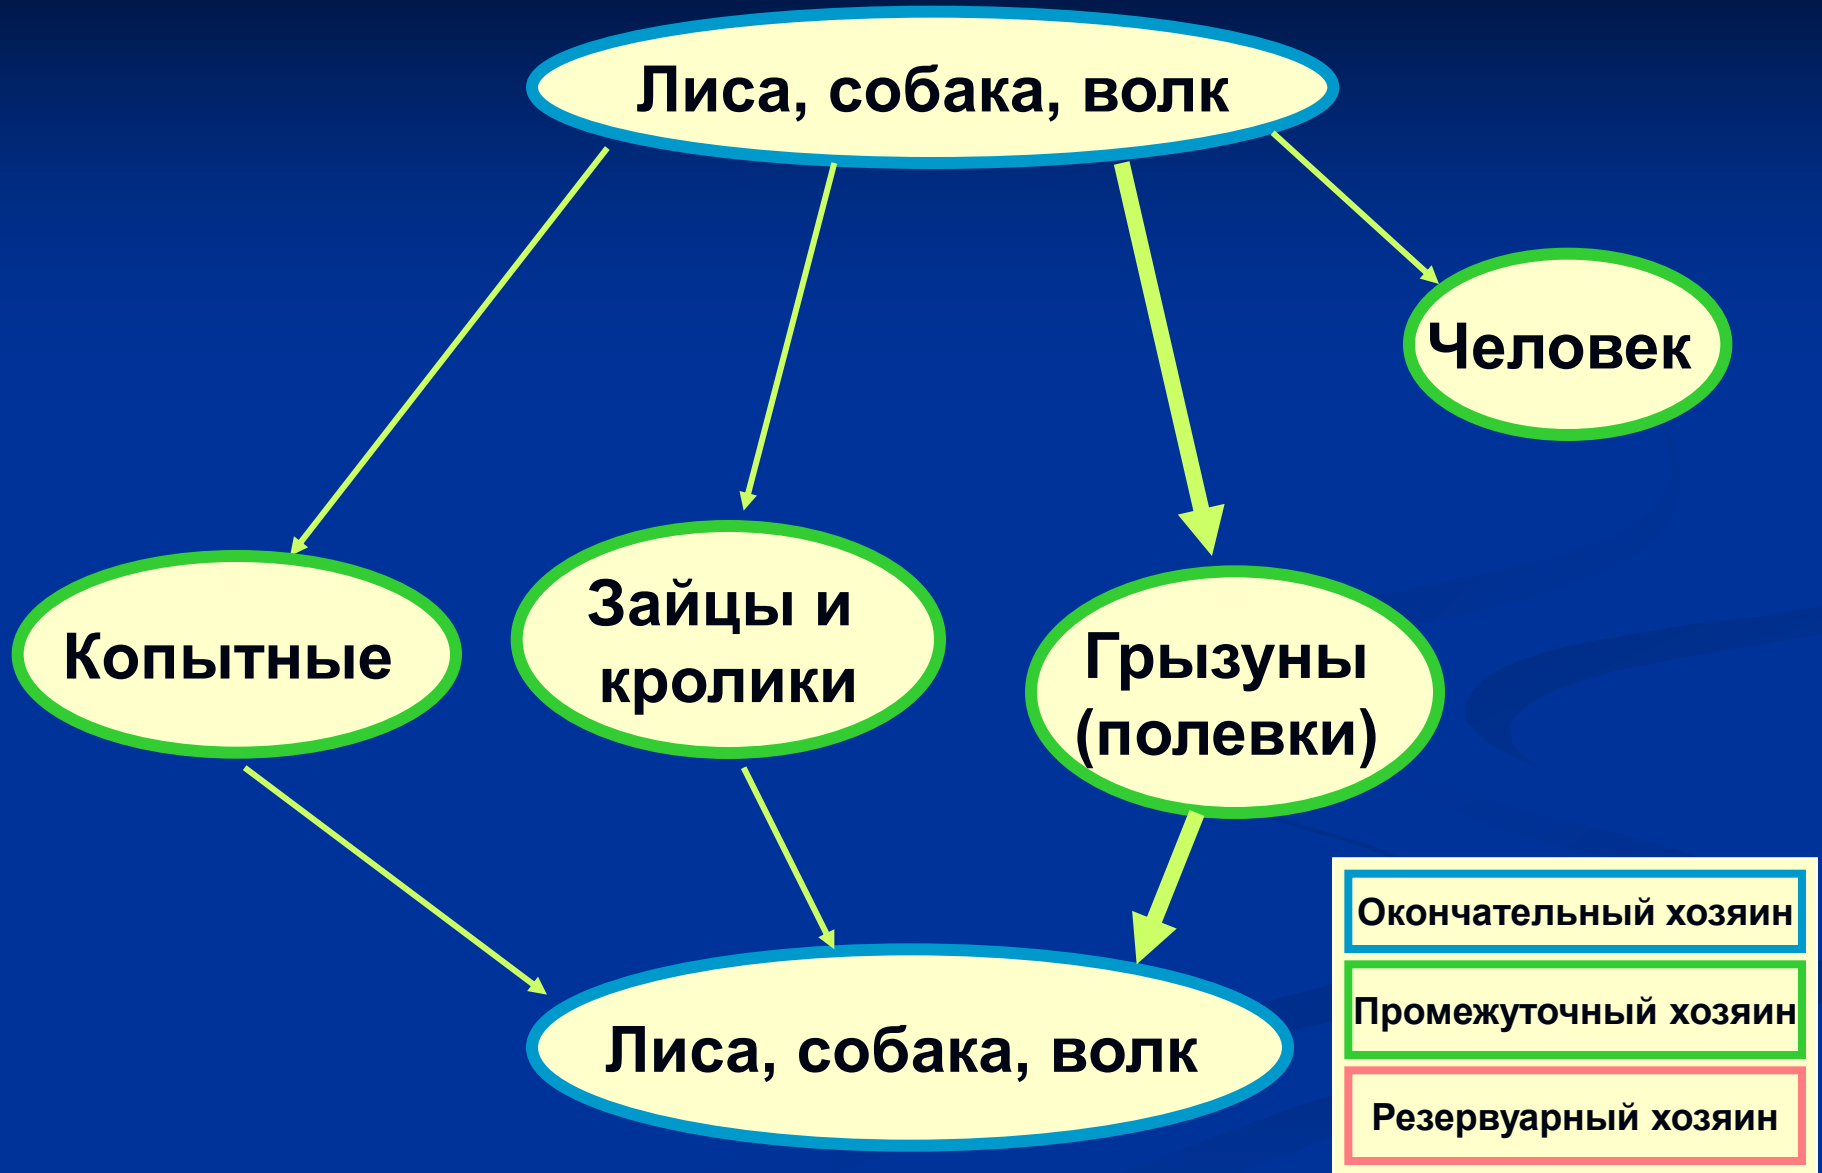 Лиса, собака, волк
Человек
Копытные
Зайцы и
кролики
Грызуны
(полевки)
Лиса, собака, волк
Окончательный хозяин
Промежуточный хозяин
Резервуарный хозяин